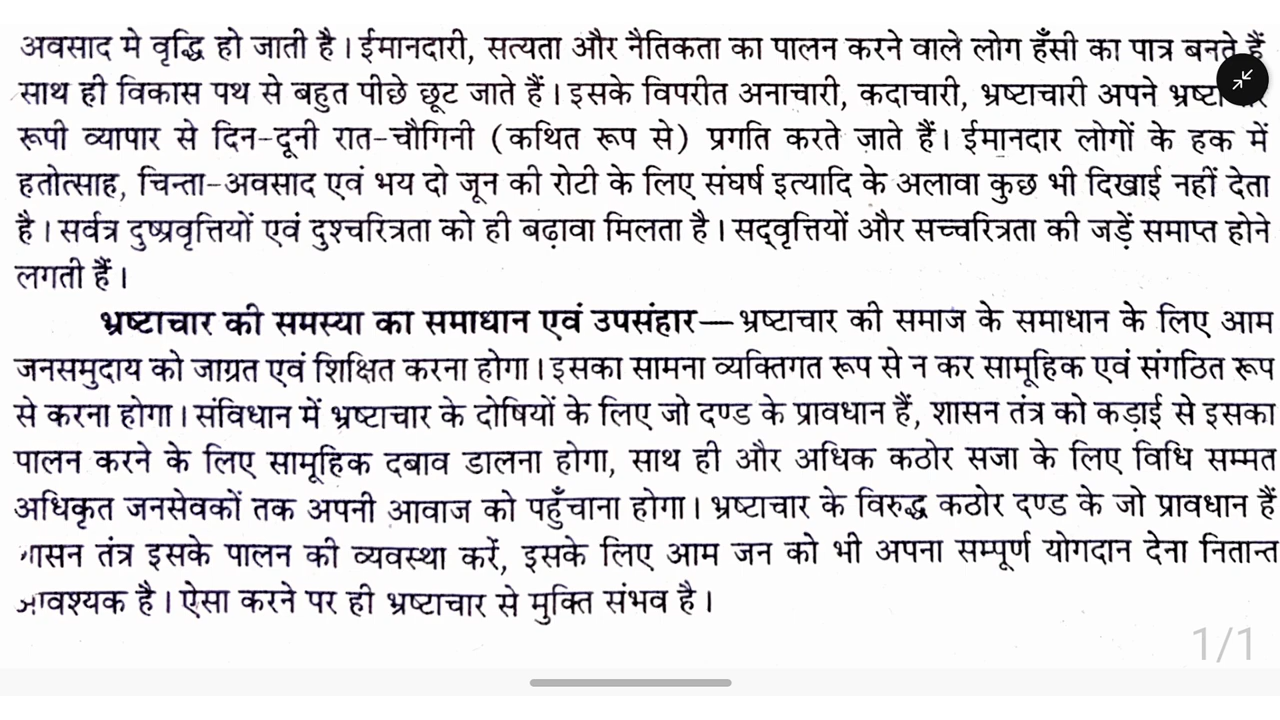 अवसाद मे वृद्धि हो जाती है। ईमानदारी, सत्यता और नैतिकता का पालन करने वाले लोग हँसी का पात्र बनते हैं
साथ ही विकास पथ से बहुत पीछे छूट जाते हैं। इसके विपरीत अनाचारी, कदाचारी, भ्रष्टाचारी अपने
रूपी व्यापार से दिन-दूनी रात-चौगिनी (कथित रूप से) प्रगति करते जाते हैं। ईमानदार लोगों के हक में
हतोत्साह, चिन्ता-अवसाद एवं भय दो जून की रोटी के लिए संघर्ष इत्यादि के अलावा कुछ भी दिखाई नहीं देता
है। सर्वत्र दुष्प्रवृत्तियों एवं दुश्चरित्रता को ही बढ़ावा मिलता है। सद्‌वृत्तियों और सच्चरित्रता की जड़ें समाप्त होने
लगती हैं।
भ्रष्टाचार की समस्या का समाधान एवं उपसंहार—भ्रष्टाचार की समाज के समाधान के लिए आम
जनसमुदाय को जाग्रत एवं शिक्षित करना होगा। इसका सामना व्यक्तिगत रूप से न कर सामूहिक एवं संगठित रूप
से करना होगा। संविधान में भ्रष्टाचार के दोषियों के लिए जो दण्ड के प्रावधान हैं, शासन तंत्र को कड़ाई से इसका
पालन करने के लिए सामूहिक दबाव डालना होगा, साथ ही और अधिक कठोर सजा के लिए विधि सम्मत
अधिकृत जनसेवकों तक अपनी आवाज को पहुँचाना होगा। भ्रष्टाचार के विरुद्ध कठोर दण्ड के जो प्रावधान हैं
शासन तंत्र इसके पालन की व्यवस्था करें, इसके लिए आम जन को भी अपना सम्पूर्ण योगदान देना नितान्त
आवश्यक है। ऐसा करने पर ही भ्रष्टाचार से मुक्ति संभव है।
1/1